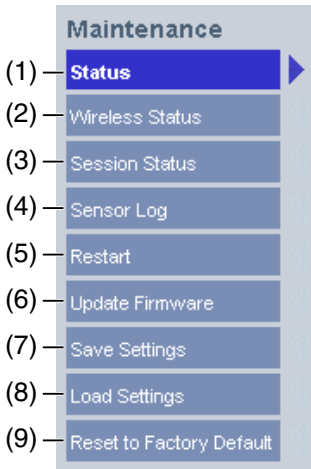 Maintenance
(1) Status
(2) Wireless Status
(3) Session Status
(4) Sensor Log
(5) Restart
(6) Update Firmware
(7) Save Settings
(8) Load Settings
(9) Reset to Factory Default